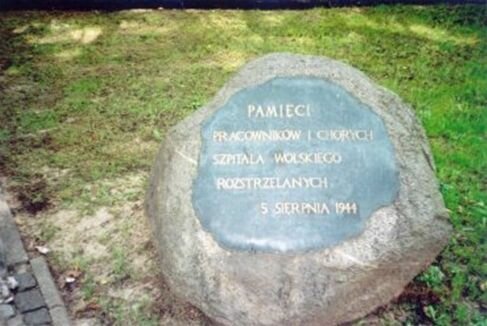 PAMIĘCI
PRACOWNIKÓW I CHORYCH
SZPITALA WOLSKIEGO
ROZSTRZELANYCH
5 SIERPNIA 1944